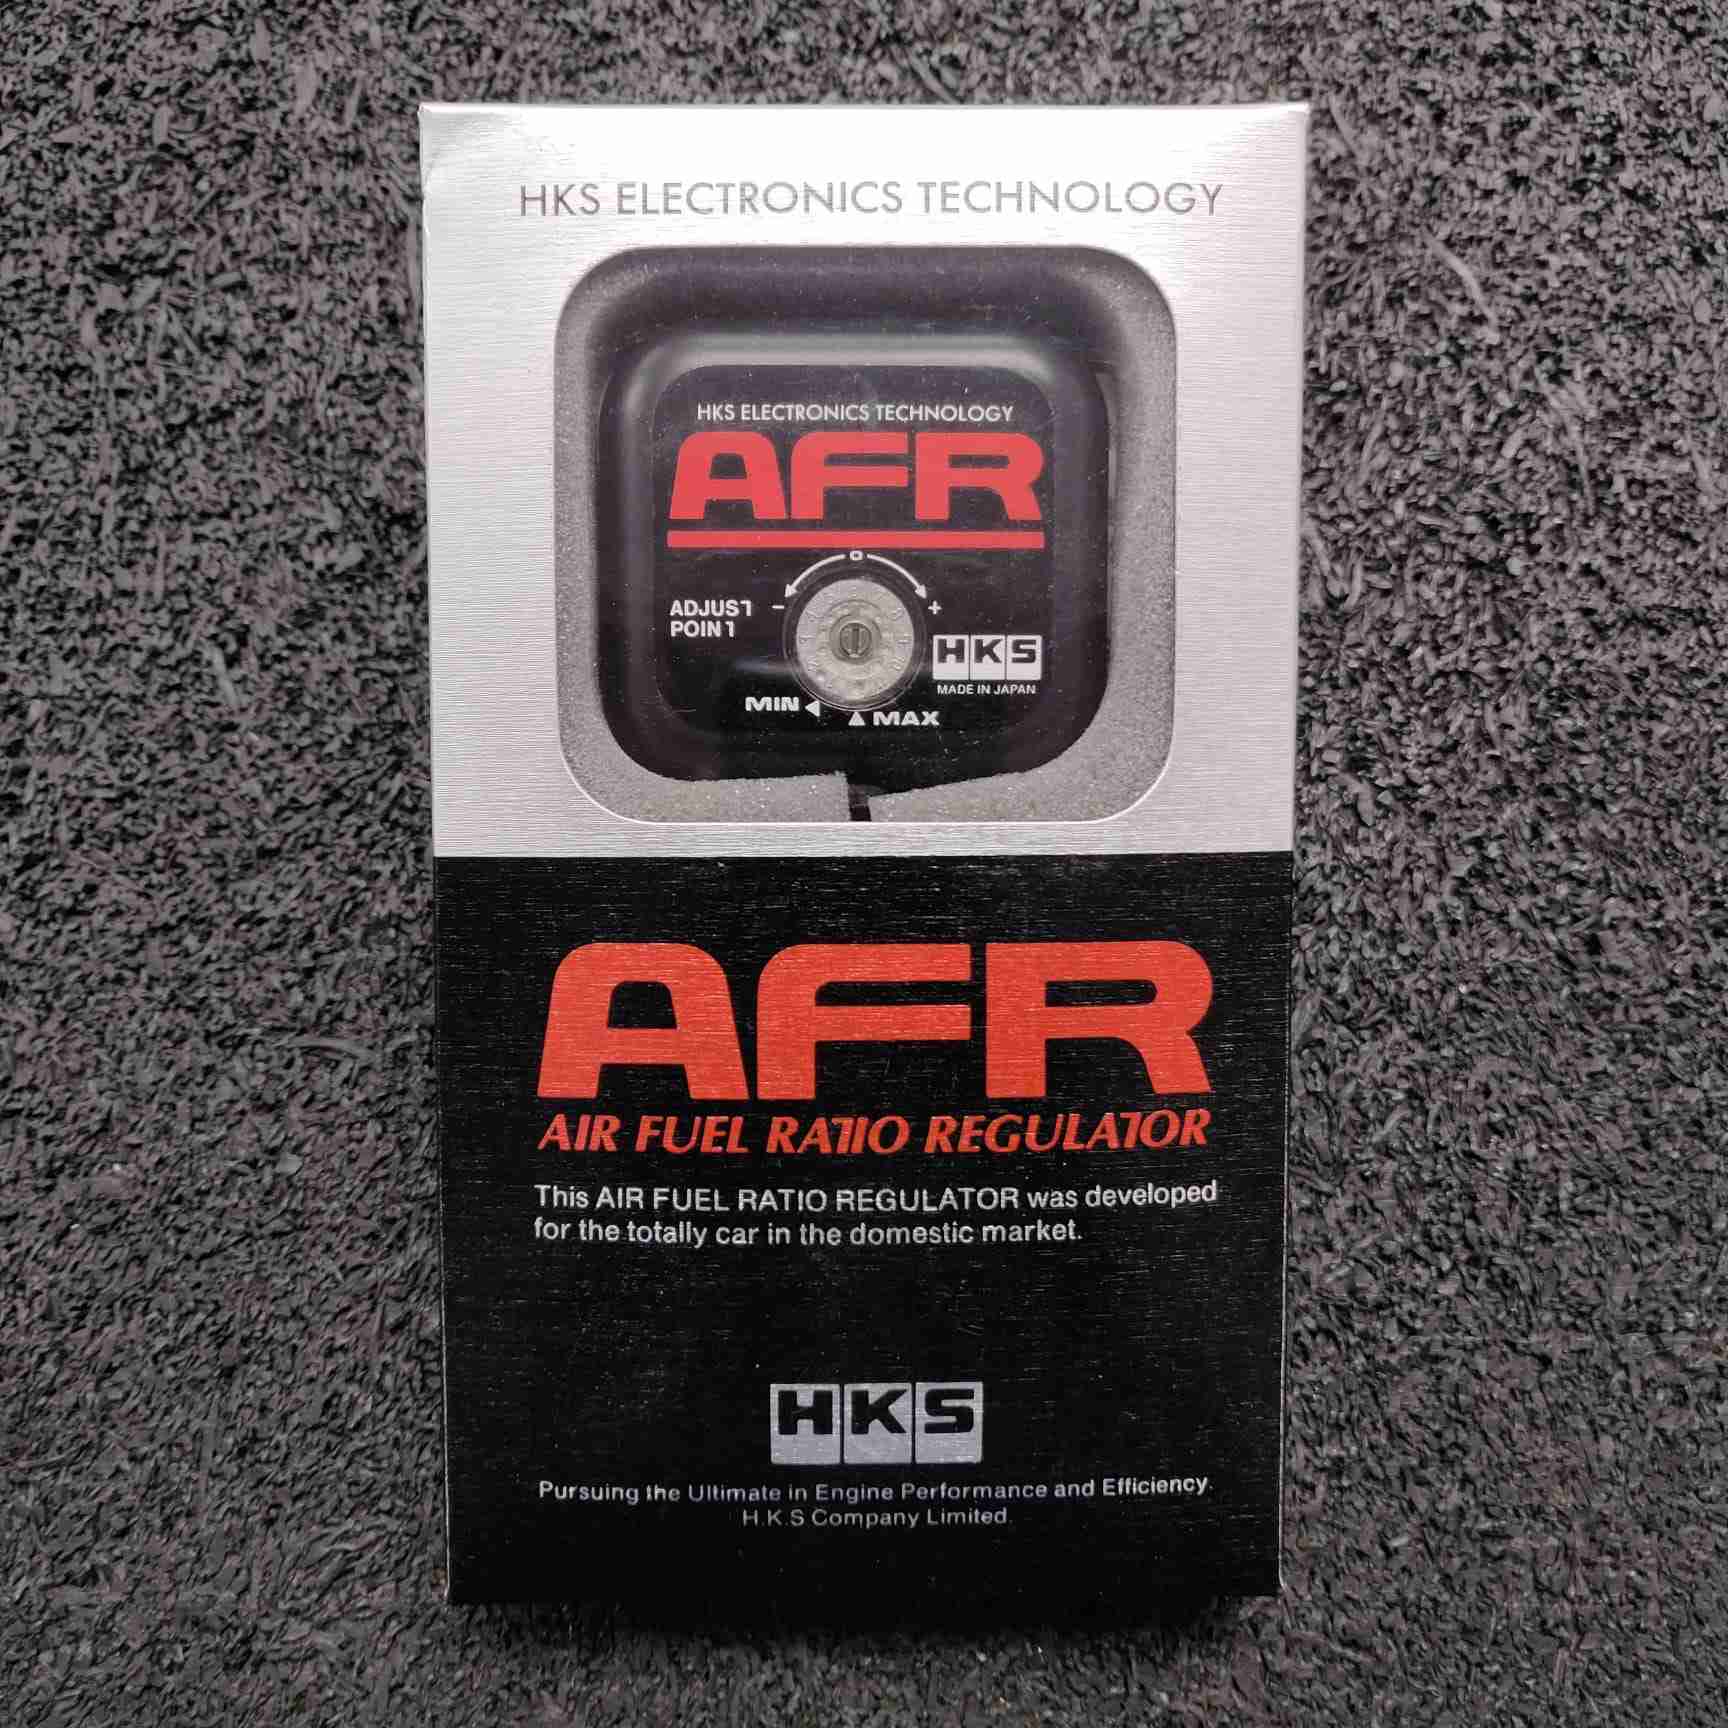 HKS ELECTRONICS TECHNOLOGY
HKS ELECTRONICS TECHNOLOGY
AFR
0
ADJUST - +
POINT
HKS
MADE IN JAPAN
MIN
MAX
AFR
AIR FUEL RATIO REGULATOR
This AIR FUEL RATIO REGULATOR was developed
for the totally car in the domestic market.
HKS
Pursuing the Ultimate in Engine Performance and Efficiency.
H.K.S Company Limited.